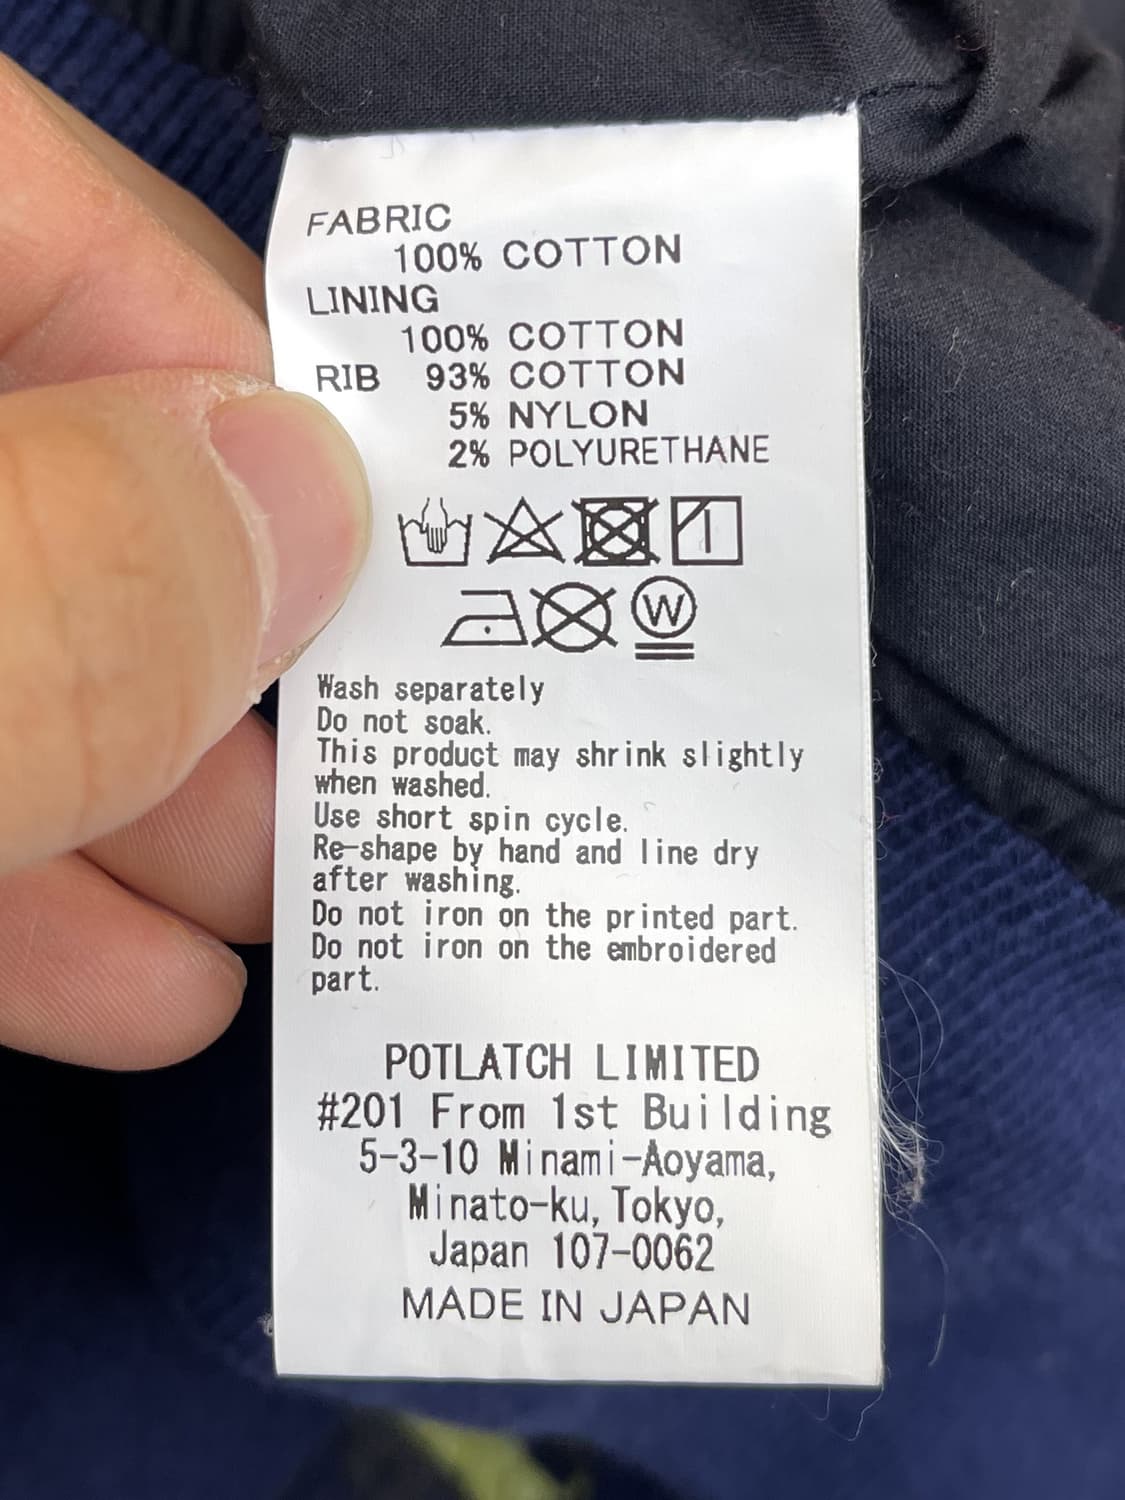 FABRIC
100% COTTON
LINING
100% COTTON
RIB 93% COTTON
5% NYLON
2% POLYURETHANE
W
Wash separately
Do not soak.
This product may shrink slightly
when washed.
Use short spin cycle.
Re-shape by hand and line dry
after washing.
Do not iron on the printed part.
Do not iron on the embroidered
part.
POTLATCH LIMITED
#201 From 1st Building
5-3-10 Minami-Aoyama,
Minato-ku, Tokyo,
Japan 107-0062
MADE IN JAPAN